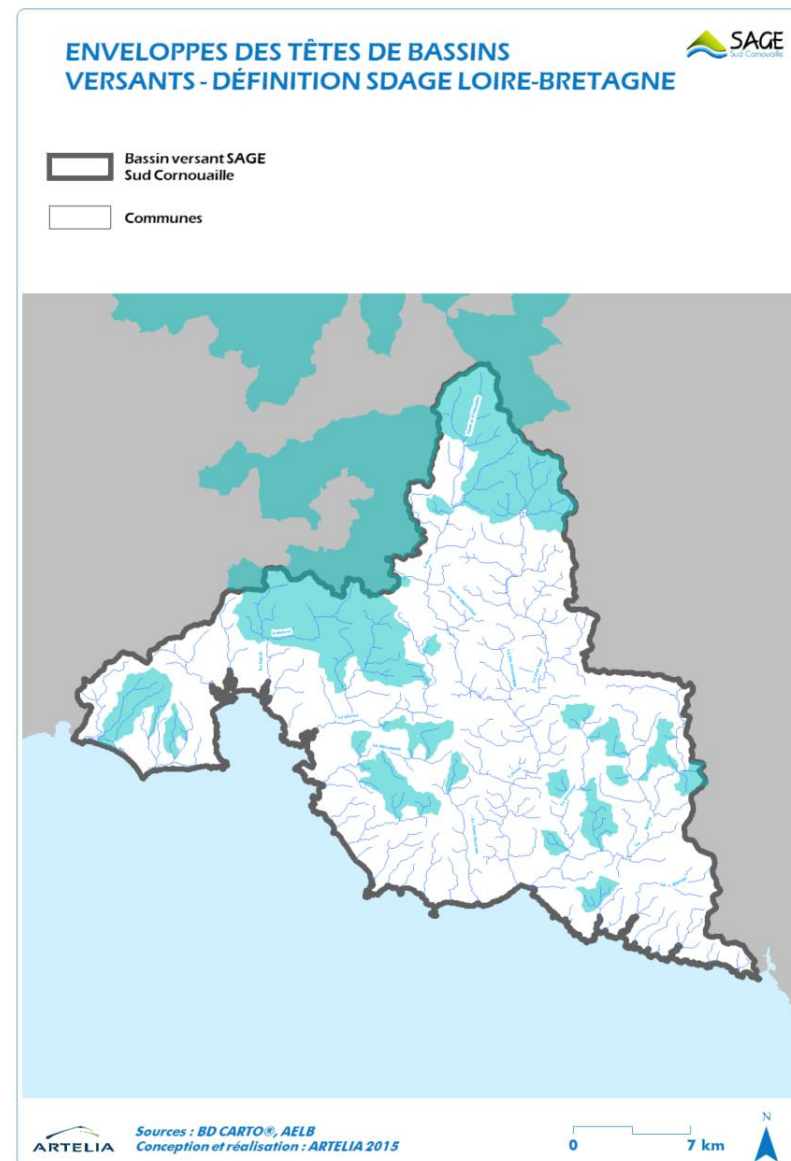 ENVELOPPES DES TÊTES DE BASSINS
VERSANTS - DÉFINITION SDAGE LOIRE-BRETAGNE
SAGE
Sud Cornouaille
Bassin versant SAGE
Sud Cornouaille
Communes
ARTELIA
Sources : BD CARTO®, AELB
Conception et réalisation : ARTELIA 2015
0
7 km
N